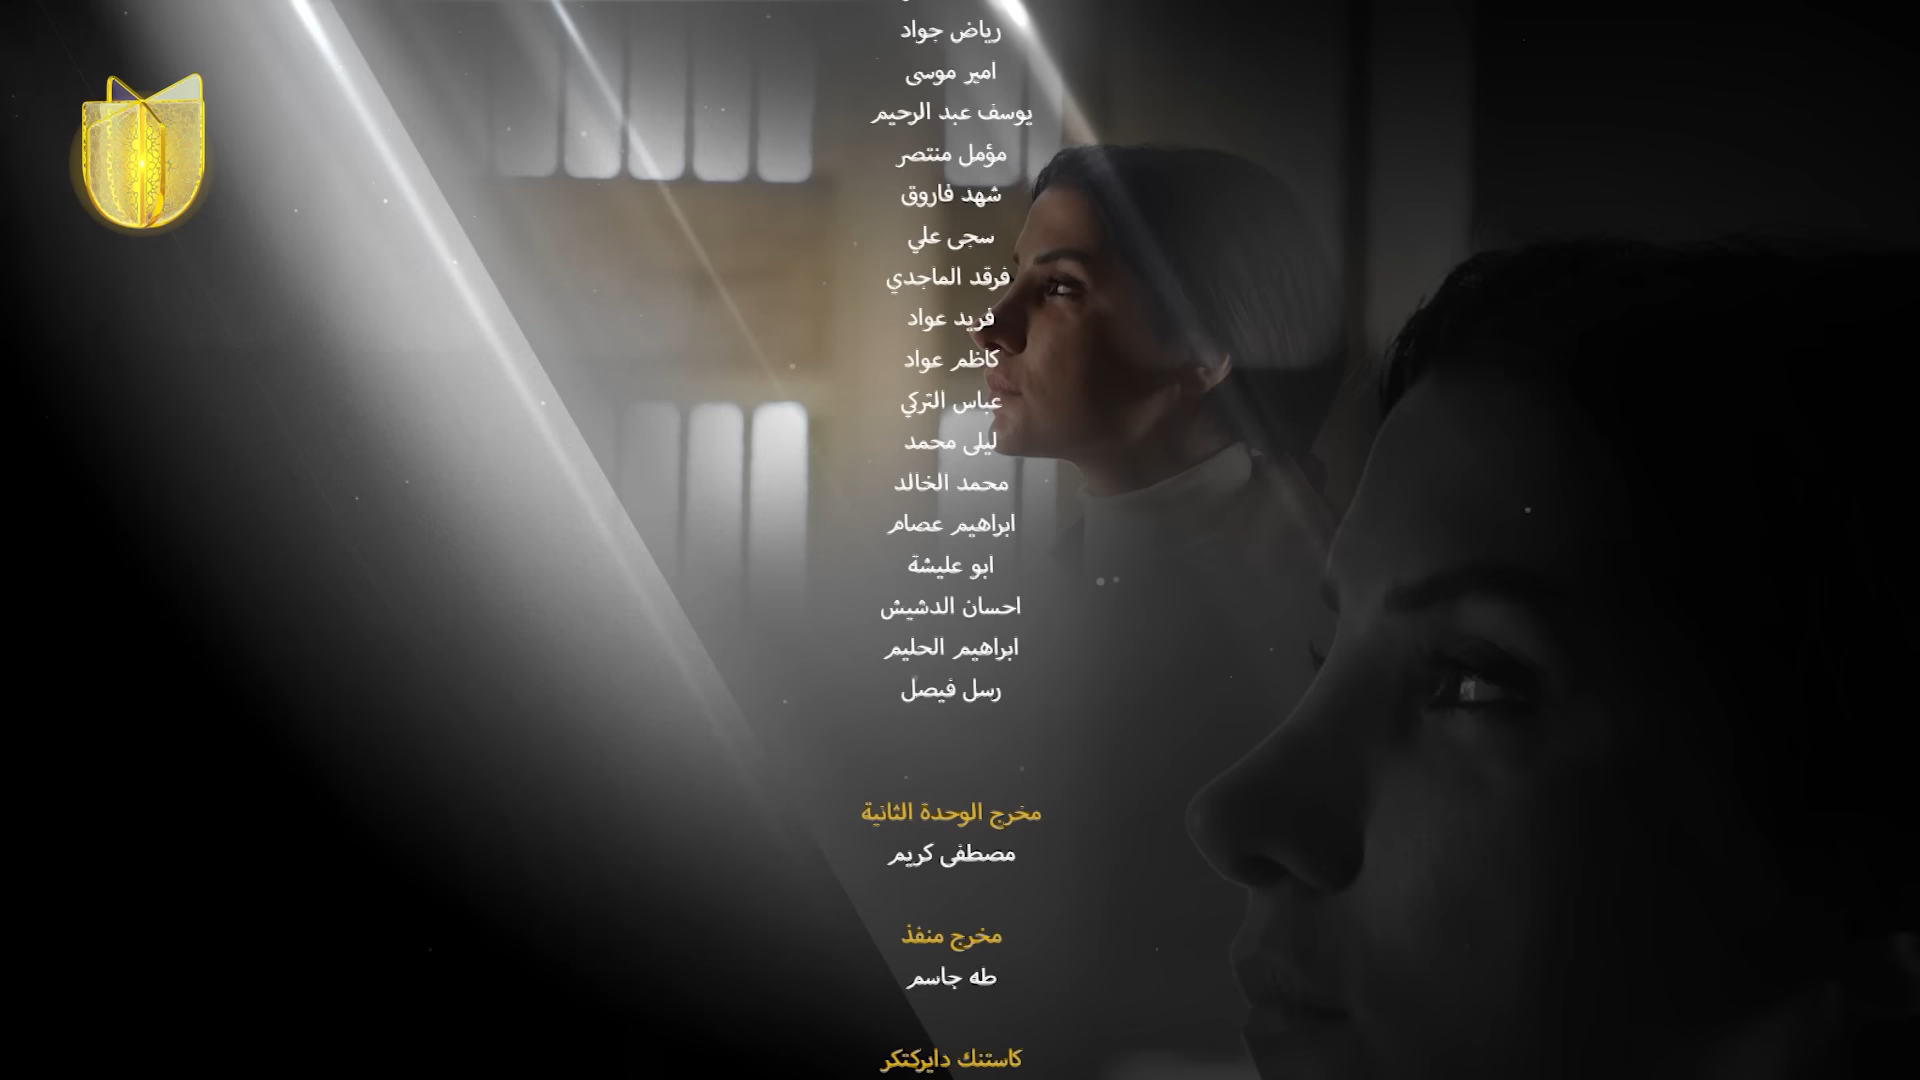 رياض جواد
امير موسى
يوسف عبد الرحيم
مؤمل منتصر
شهد فاروق
سجى علي
فرقد الماجدي
فريد عواد
كاظم عواد
عباس التركي
ليلى محمد
محمد الخالد
ابراهيم عصام
ابو عليشة
احسان الدشيش
ابراهيم الحليم
رسل فيصل
مخرج الوحدة الثانية
مصطفى كريم
مخرج منفذ
طه جاسم
كاستنك دايركتكر